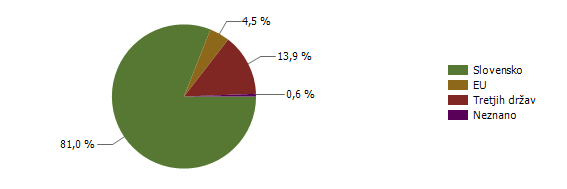 4,5 %
13,9 %
0,6 %
81,0 %
Slovensko
EU
Tretjih držav
Neznano